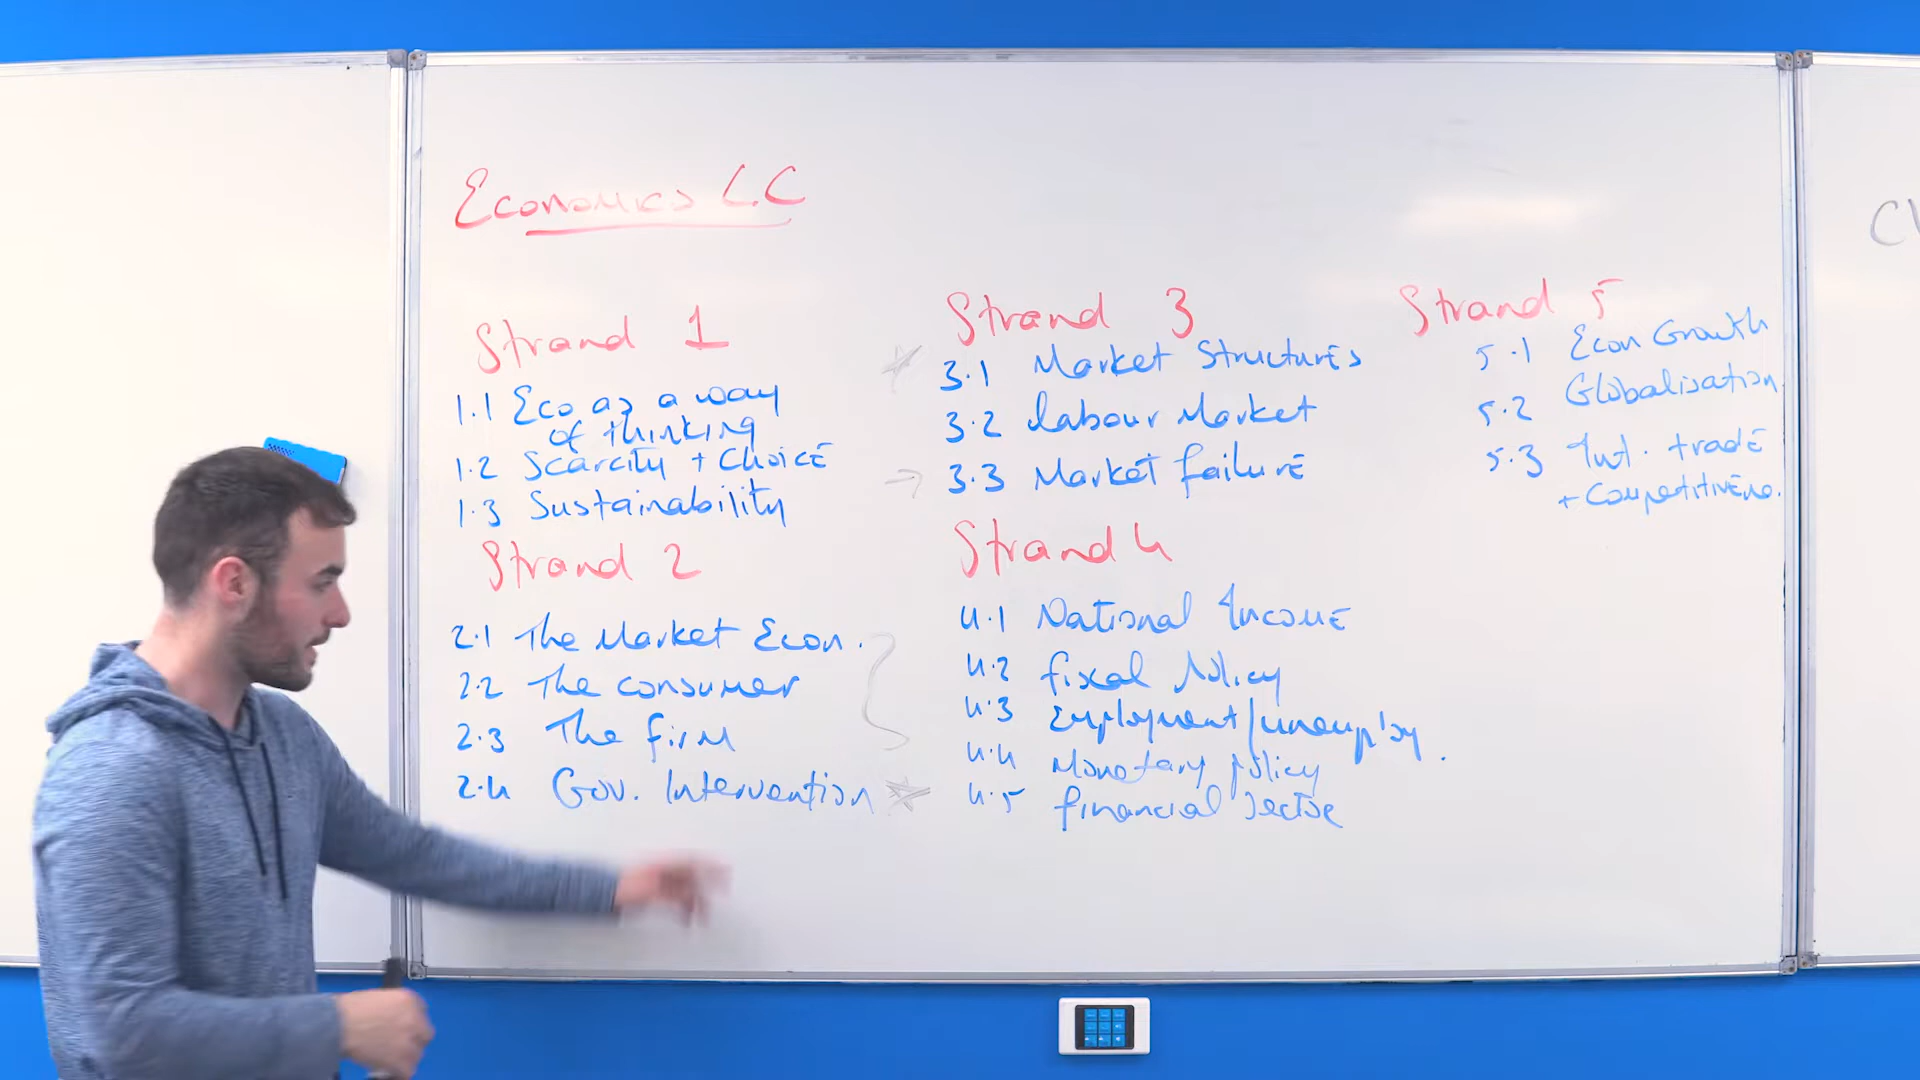 Economics LC
Strand 1
1.1 Eco as a way
of thinking
1.2 Scarcity + Choice
1.3 Sustainability
Strand 2
2.1 The Market Econ.
2.2 The consumer
2.3 The firm
2.4 Gov. Intervention
Strand 3
3.1 Market Structures
3.2 Labour Market
3.3 Market failure
Strand 4
4.1 National Income
4.2 fiscal Policy
4.3 Employment/
4.4 Monetary policy
4.5 financial sector
Strand 5
5.1 Econ Growth
5.2 Globalisation
5.3 Int. trade